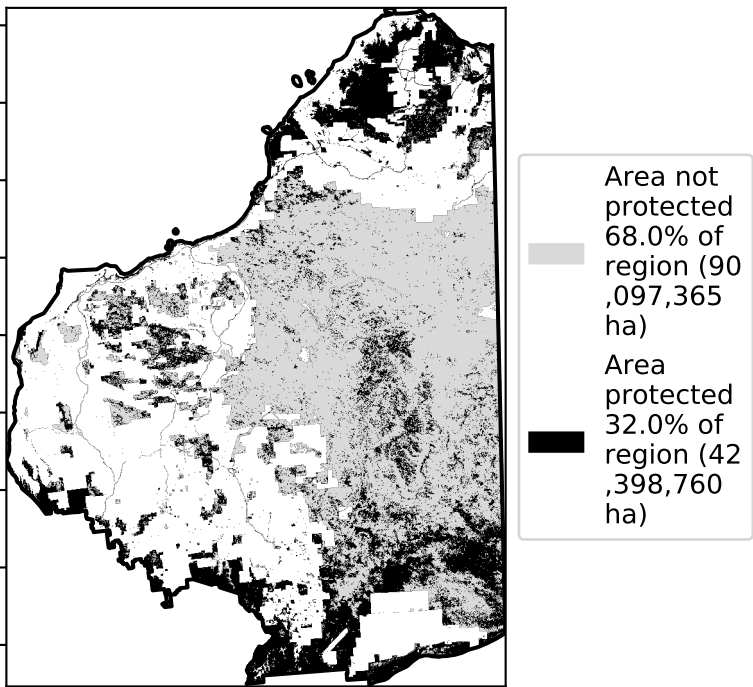 Area not
protected
68.0% of
region (90
,097,365
ha)
Area
protected
32.0% of
region (42
,398,760
ha)